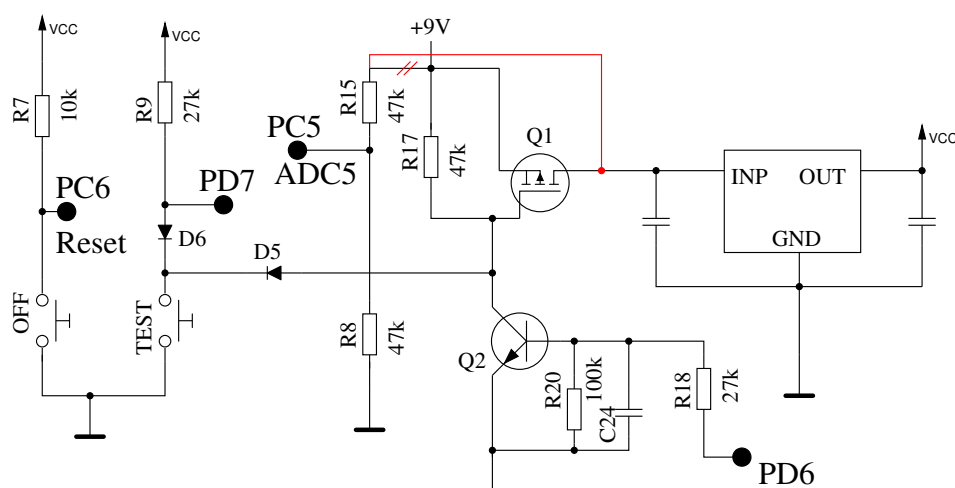 VCC
VCC
+9V
R7
10k
R9
27k
R15
47k
PC5
ADC5
R17
47k
Q1
VCC
PC6
Reset
PD7
INP
OUT
GND
D6
D5
OFF
TEST
R8
47k
Q2
R20
100k
C24
R18
27k
PD6